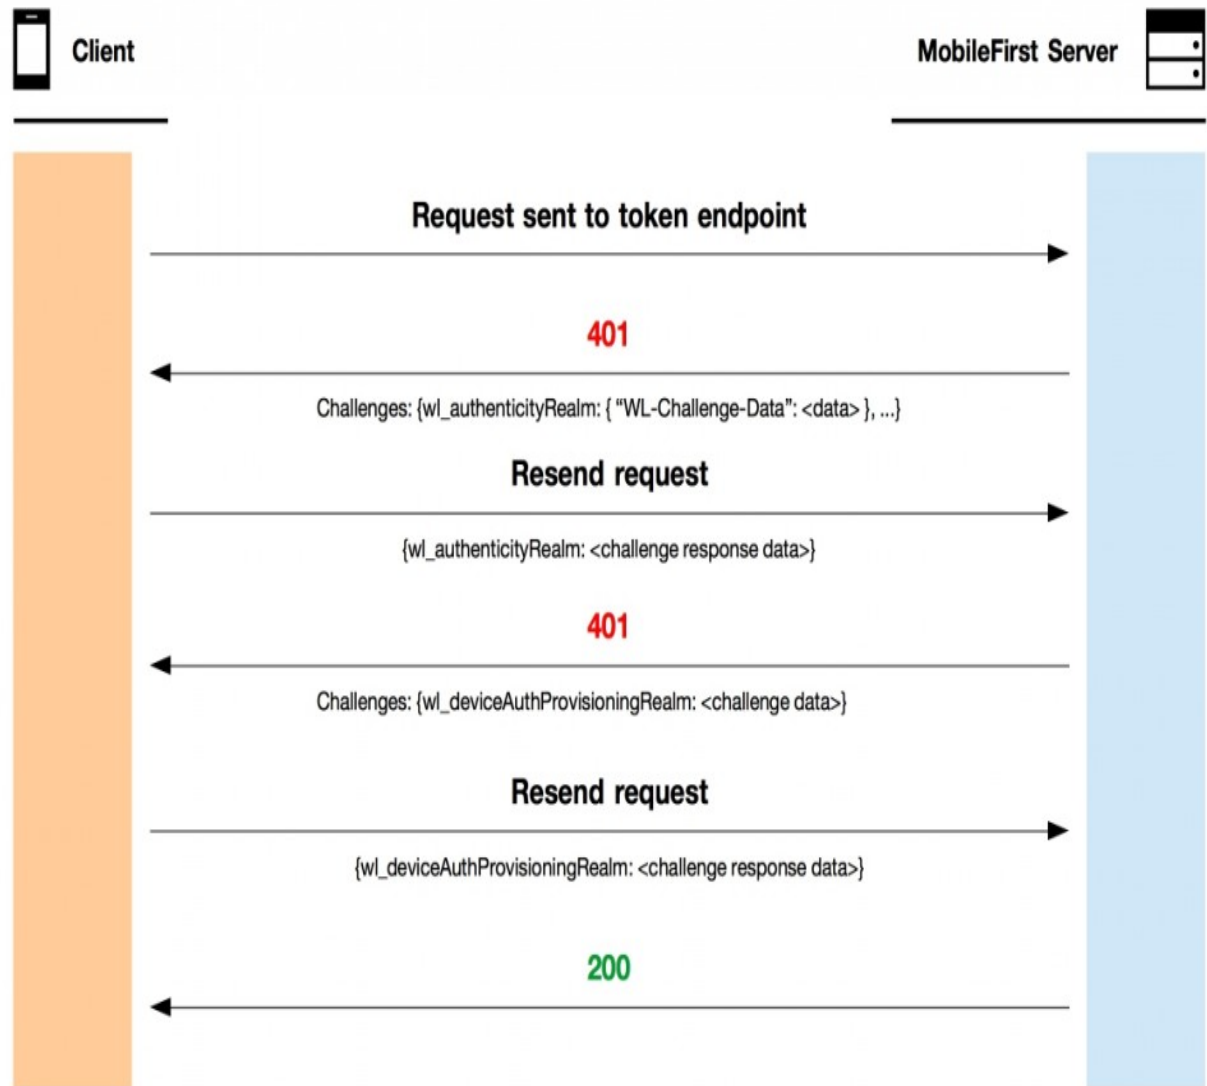 Client
MobileFirst Server
Request sent to token endpoint
401
Challenges: {wl_authenticityRealm: { “WL-Challenge-Data”: <data> }, ...}
Resend request
{wl_authenticityRealm: <challenge response data>}
401
Challenges: {wl_deviceAuthProvisioningRealm: <challenge data>}
Resend request
{wl_deviceAuthProvisioningRealm: <challenge response data>}
200